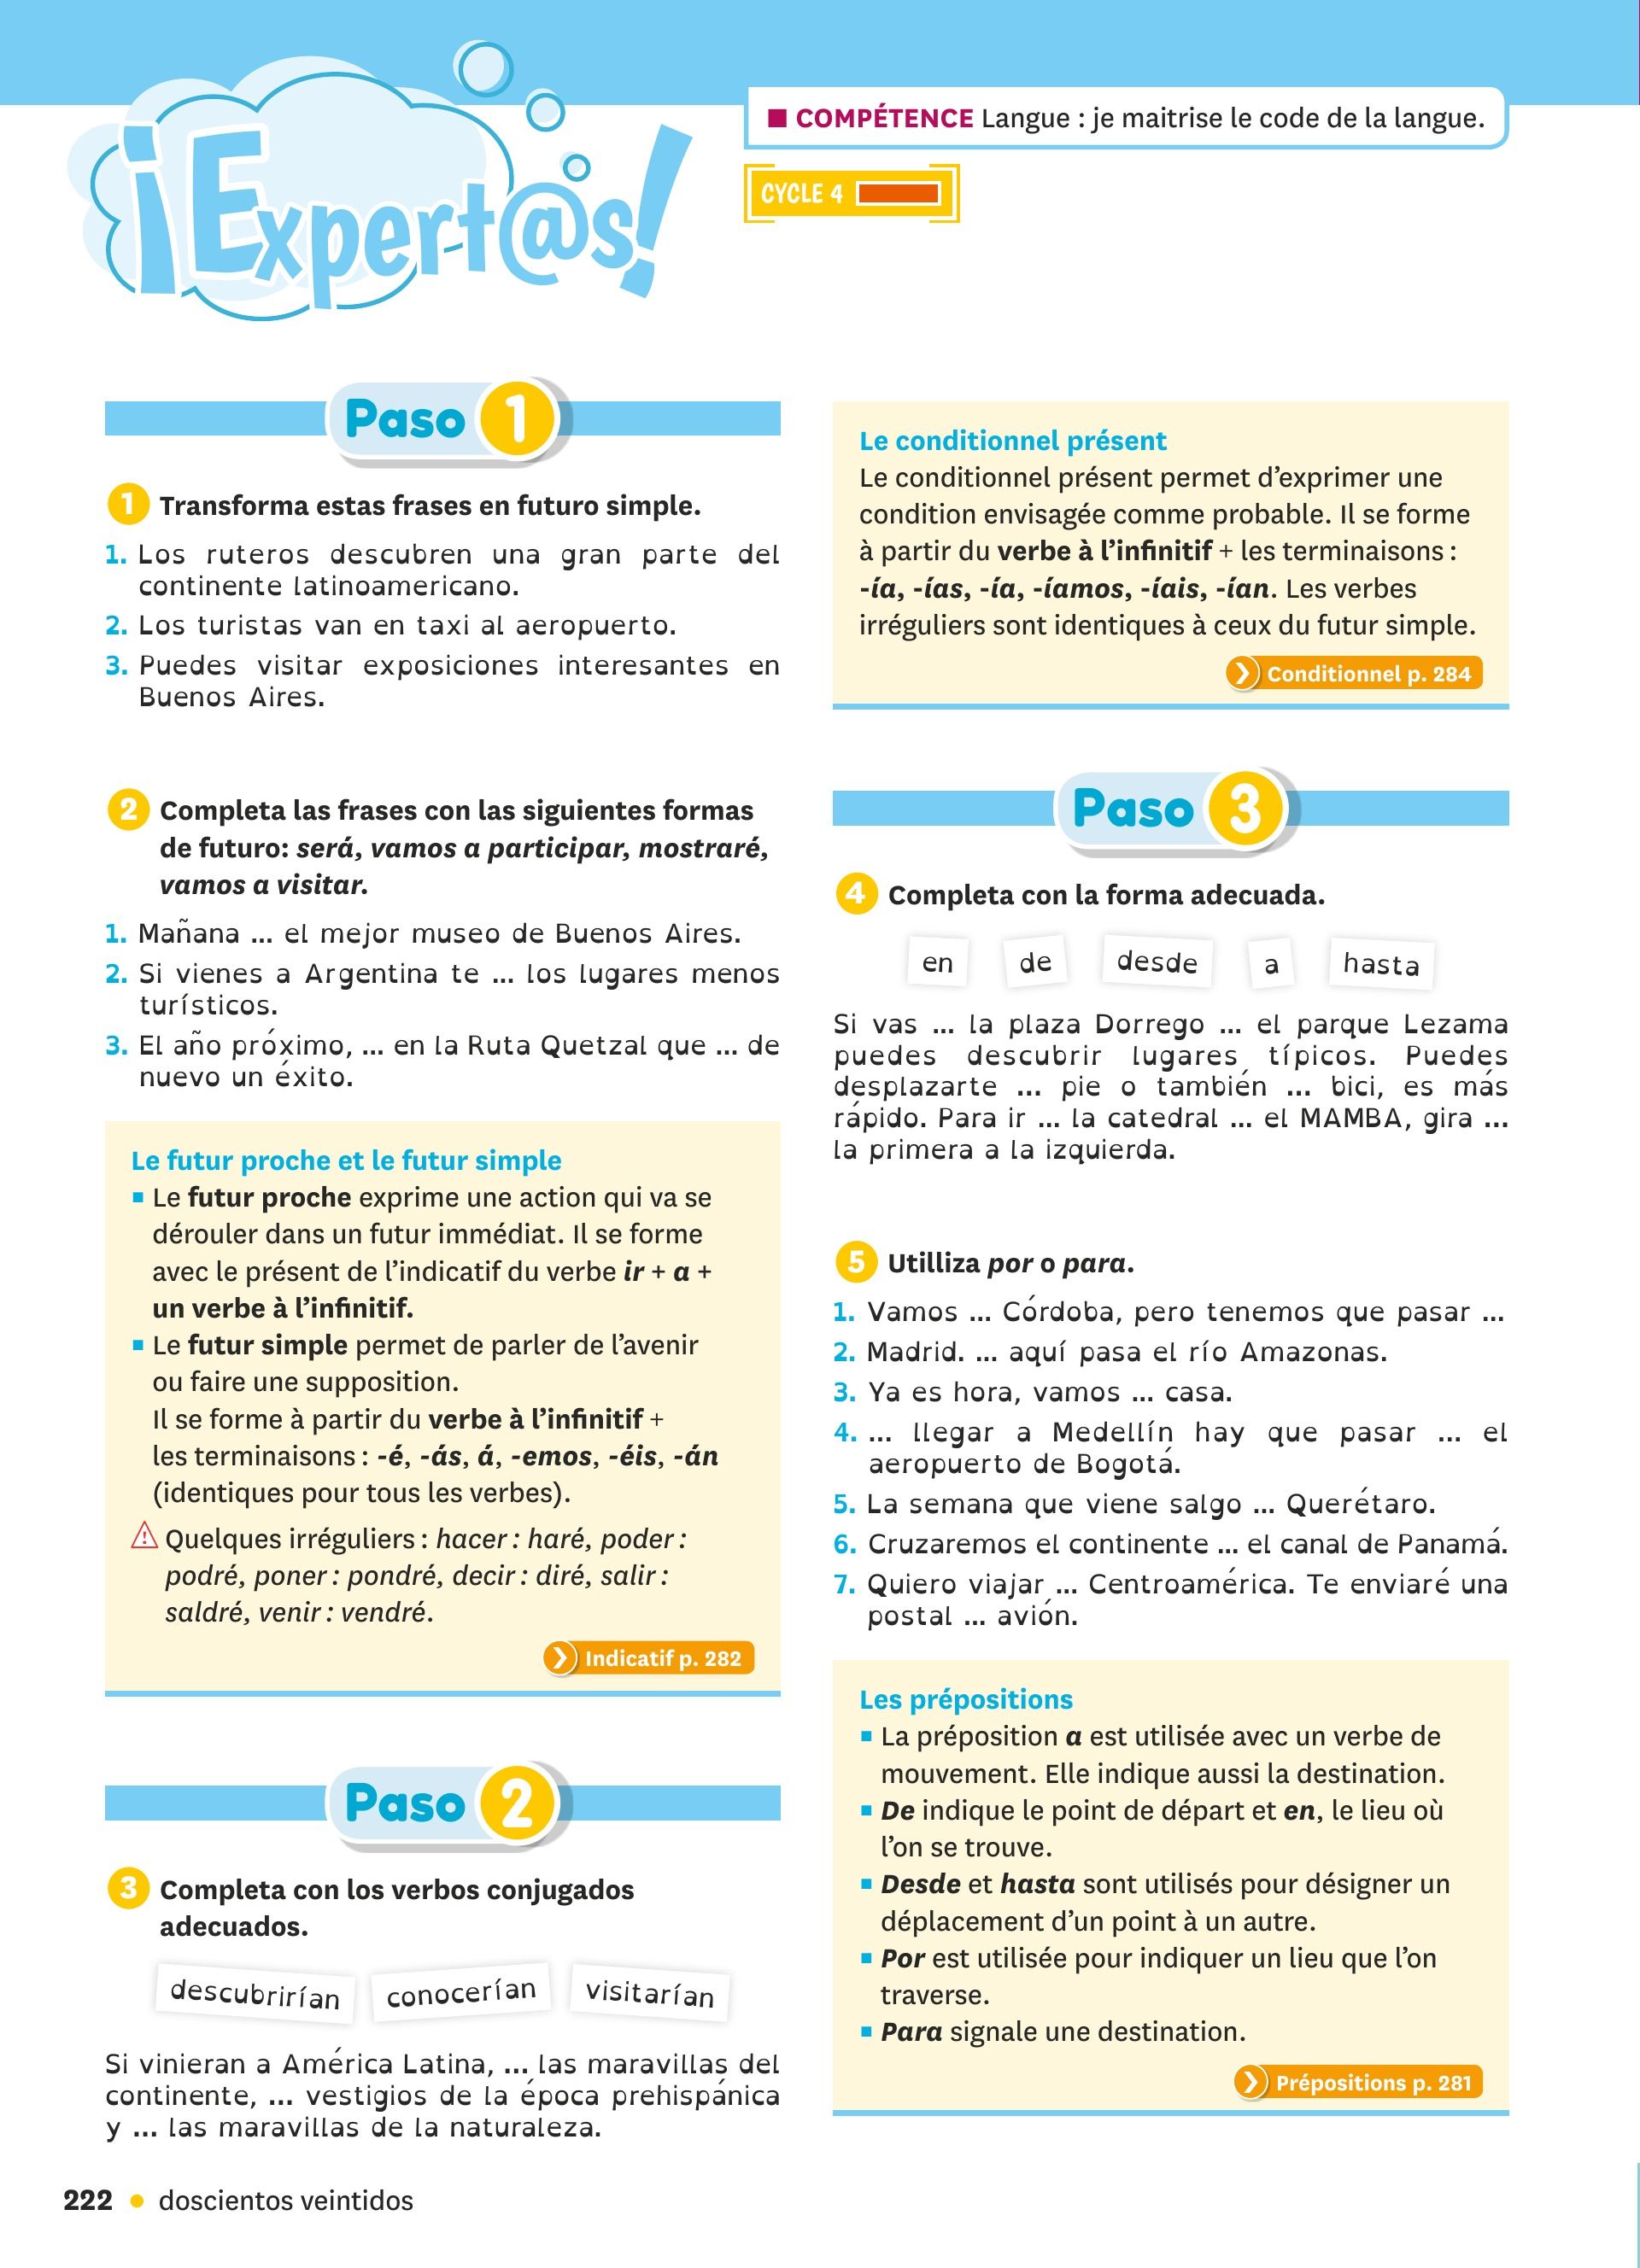 ¡Expert@s!
■ COMPÉTENCE Langue : je maitrise le code de la langue.
CYCLE 4
Paso 1
1 Transforma estas frases en futuro simple.
1. Los ruteros descubren una gran parte del
continente latinoamericano.
2. Los turistas van en taxi al aeropuerto.
3. Puedes visitar exposiciones interesantes en
Buenos Aires.
2 Completa las frases con las siguientes formas
de futuro: será, vamos a participar, mostraré,
vamos a visitar.
1. Mañana ... el mejor museo de Buenos Aires.
2. Si vienes a Argentina te ... los lugares menos
turísticos.
3. El año próximo, ... en la Ruta Quetzal que ... de
nuevo un éxito.
Le futur proche et le futur simple
▪ Le futur proche exprime une action qui va se
dérouler dans un futur immédiat. Il se forme
avec le présent de l’indicatif du verbe ir + a +
un verbe à l’infinitif.
▪ Le futur simple permet de parler de l’avenir
ou faire une supposition.
Il se forme à partir du verbe à l’infinitif +
les terminaisons : -é, -ás, á, -emos, -éis, -án
(identiques pour tous les verbes).
⚠ Quelques irréguliers : hacer : haré, poder :
podré, poner : pondré, decir : diré, salir :
saldré, venir : vendré.
❯ Indicatif p. 282
Paso 2
3 Completa con los verbos conjugados
adecuados.
descubrirían conocerían visitarían
Si vinieran a América Latina, ... las maravillas del
continente, ... vestigios de la época prehispánica
y ... las maravillas de la naturaleza.
Le conditionnel présent
Le conditionnel présent permet d’exprimer une
condition envisagée comme probable. Il se forme
à partir du verbe à l’infinitif + les terminaisons :
-ía, -ías, -ía, -íamos, -íais, -ían. Les verbes
irréguliers sont identiques à ceux du futur simple.
❯ Conditionnel p. 284
Paso 3
4 Completa con la forma adecuada.
en de desde a hasta
Si vas ... la plaza Dorrego ... el parque Lezama
puedes descubrir lugares típicos. Puedes
desplazarte ... pie o también ... bici, es más
rápido. Para ir ... la catedral ... el MAMBA, gira ...
la primera a la izquierda.
5 Utilliza por o para.
1. Vamos ... Córdoba, pero tenemos que pasar ...
2. Madrid. ... aquí pasa el río Amazonas.
3. Ya es hora, vamos ... casa.
4. ... llegar a Medellín hay que pasar ... el
aeropuerto de Bogotá.
5. La semana que viene salgo ... Querétaro.
6. Cruzaremos el continente ... el canal de Panamá.
7. Quiero viajar ... Centroamérica. Te enviaré una
postal ... avión.
Les prépositions
▪ La préposition a est utilisée avec un verbe de
mouvement. Elle indique aussi la destination.
▪ De indique le point de départ et en, le lieu où
l’on se trouve.
▪ Desde et hasta sont utilisés pour désigner un
déplacement d’un point à un autre.
▪ Por est utilisée pour indiquer un lieu que l’on
traverse.
▪ Para signale une destination.
❯ Prépositions p. 281
222 • doscientos veintidos